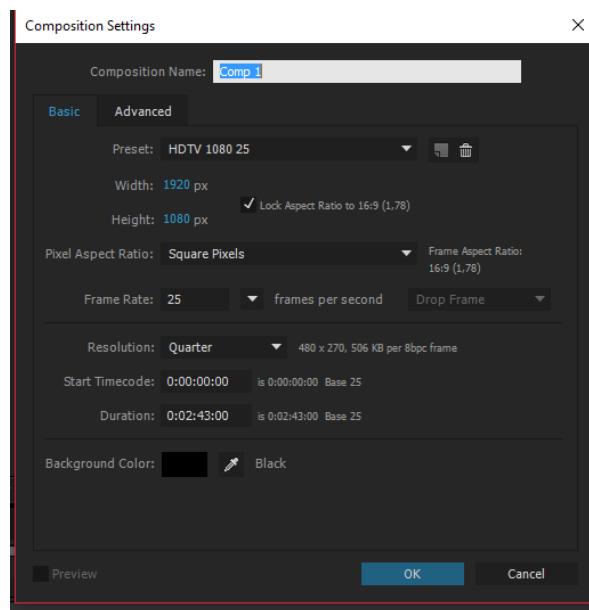 Composition Settings
Composition Name: Comp 1
Basic Advanced
Preset: HDTV 1080 25
Width: 1920 px
Lock Aspect Ratio to 16:9 (1,78)
Height: 1080 px
Pixel Aspect Ratio: Square Pixels Frame Aspect Ratio:
16:9 (1,78)
Frame Rate: 25 frames per second Drop Frame
Resolution: Quarter 480 x 270, 506 KB per 8bpc frame
Start Timecode: 0:00:00:00 is 0:00:00:00 Base 25
Duration: 0:02:43:00 is 0:02:43:00 Base 25
Background Color: Black
Preview OK Cancel